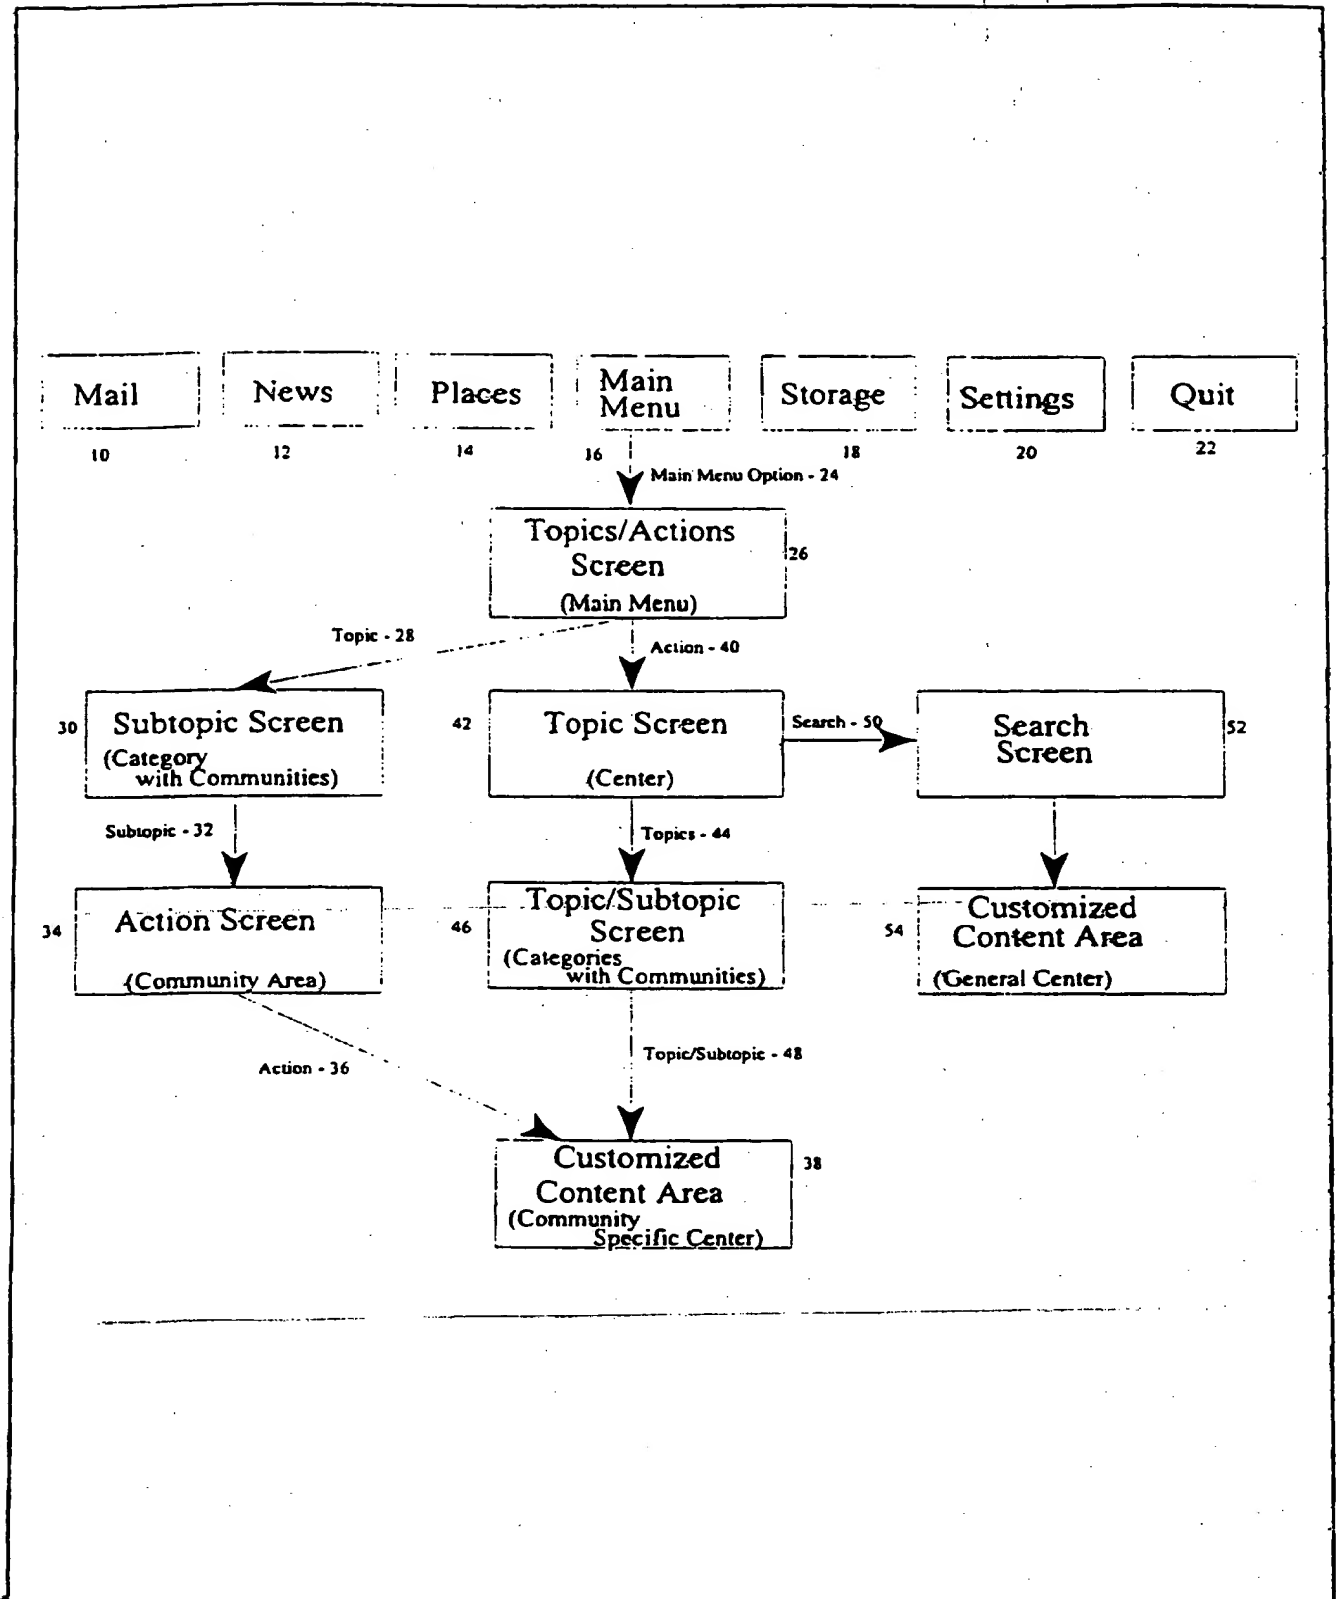 Mail
News
Places
Main
Menu
Storage
Settings
Quit
10
12
14
16
18
20
22
Main Menu Option - 24
Topics/Actions
Screen
(Main Menu)
26
Topic - 28
Action - 40
30
Subtopic Screen
(Category
with Communities)
42
Topic Screen
(Center)
Search - 50
Search
Screen
52
Subtopic - 32
Topics - 44
34
Action Screen
(Community Area)
46
Topic/Subtopic
Screen
(Categories
with Communities)
54
Customized
Content Area
(General Center)
Action - 36
Topic/Subtopic - 48
Customized
Content Area
(Community
Specific Center)
38